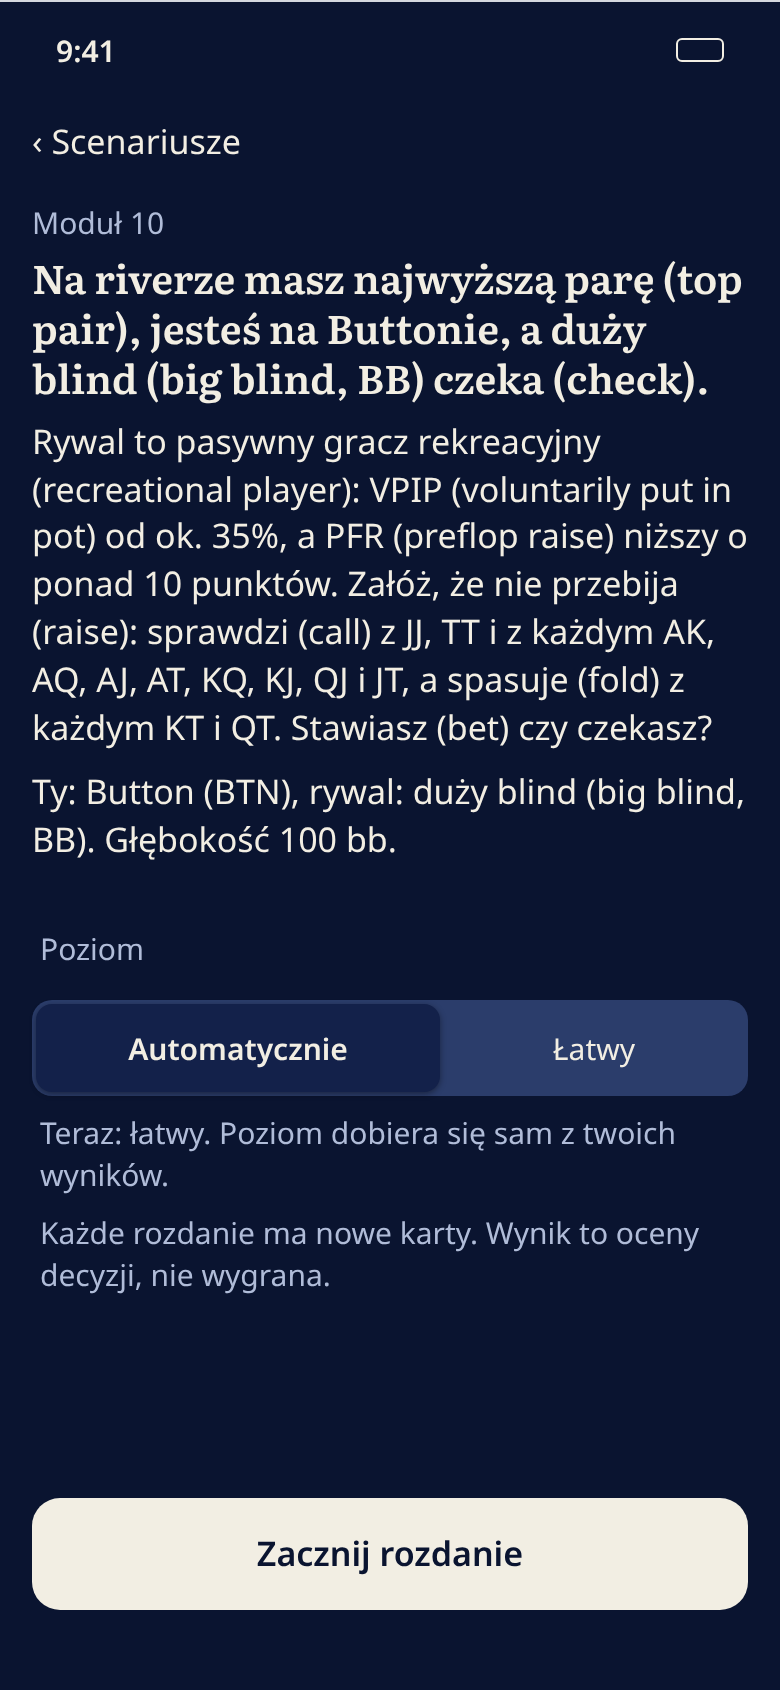 9:41
‹ Scenariusze
Moduł 10
Na riverze masz najwyższą parę (top
pair), jesteś na Buttonie, a duży
blind (big blind, BB) czeka (check).
Rywal to pasywny gracz rekreacyjny
(recreational player): VPIP (voluntarily put in
pot) od ok. 35%, a PFR (preflop raise) niższy o
ponad 10 punktów. Załóż, że nie przebija
(raise): sprawdzi (call) z JJ, TT i z każdym AK,
AQ, AJ, AT, KQ, KJ, QJ i JT, a spasuje (fold) z
każdym KT i QT. Stawiasz (bet) czy czekasz?
Ty: Button (BTN), rywal: duży blind (big blind,
BB). Głębokość 100 bb.
Poziom
Automatycznie
Łatwy
Teraz: łatwy. Poziom dobiera się sam z twoich
wyników.
Każde rozdanie ma nowe karty. Wynik to oceny
decyzji, nie wygrana.
Zacznij rozdanie